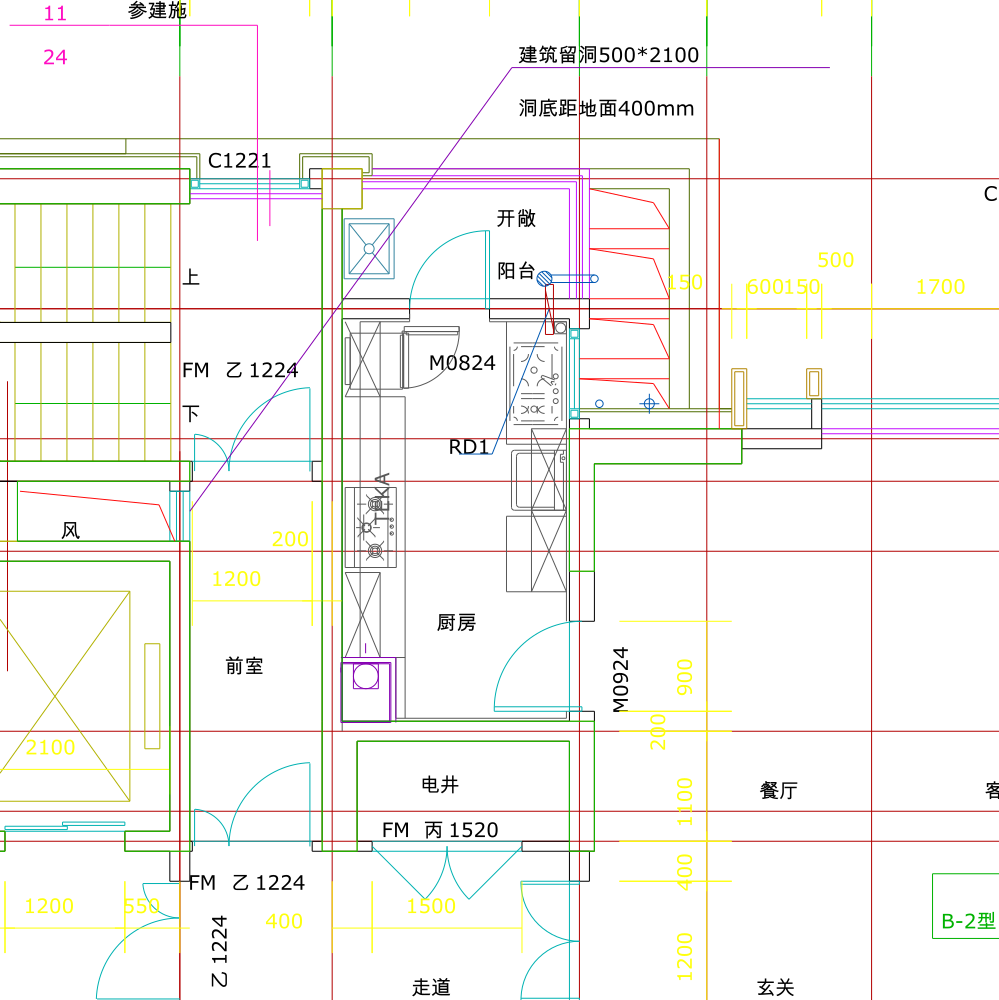 11
参建施
24
建筑留洞500*2100
洞底距地面400mm
C1221
C
开敞
500
上
阳台
150
600
150
1700
FM 乙 1224
M0824
下
RD1
TEKA
风
200
1200
厨房
前室
M0924
900
200
2100
电井
餐厅
客
1100
FM 丙 1520
FM 乙 1224
400
1200
550
400
1500
B-2型
乙 1224
1200
走道
玄关